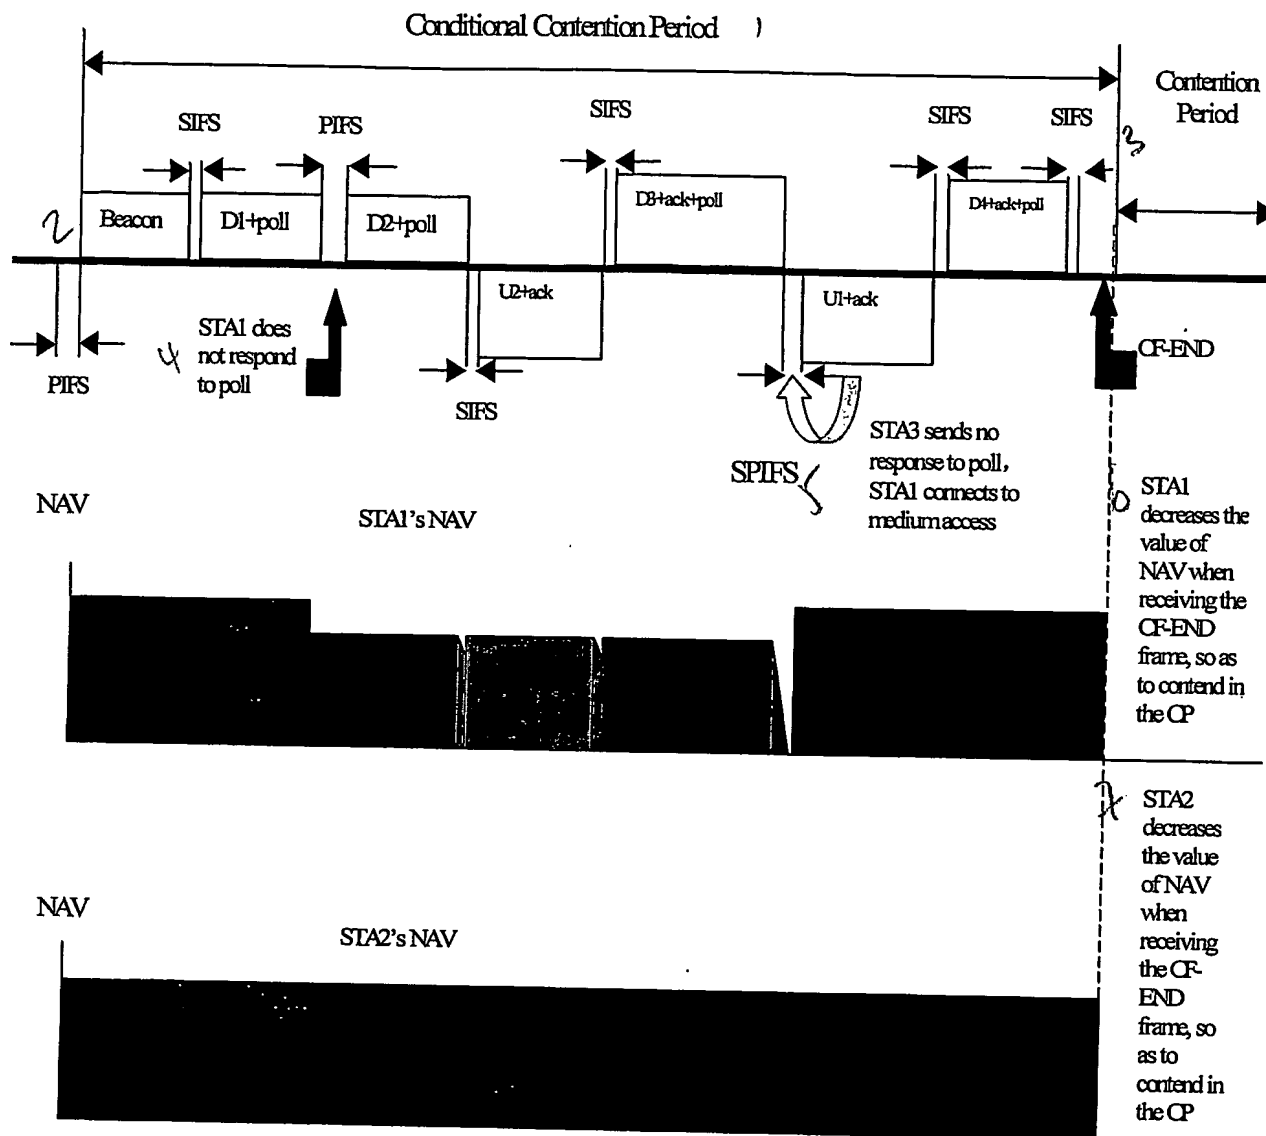 Conditional Contention Period
1
Contention
Period
SIFS
PIFS
SIFS
SIFS
SIFS
3
Beacon
D1+poll
D2+poll
D3+ack+poll
D4+ack+poll
2
U2+ack
U1+ack
4
STA1 does
not respond
to poll
PIFS
SIFS
CF-END
SPIFS
STA3 sends no
response to poll,
STA1 connects to
medium access
NAV
STA1's NAV
STA1
decreases the
value of
NAV when
receiving the
CF-END
frame, so as
to contend in
the CP
NAV
STA2's NAV
STA2
decreases
the value
of NAV
when
receiving
the CF-
END
frame, so
as to
contend in
the CP